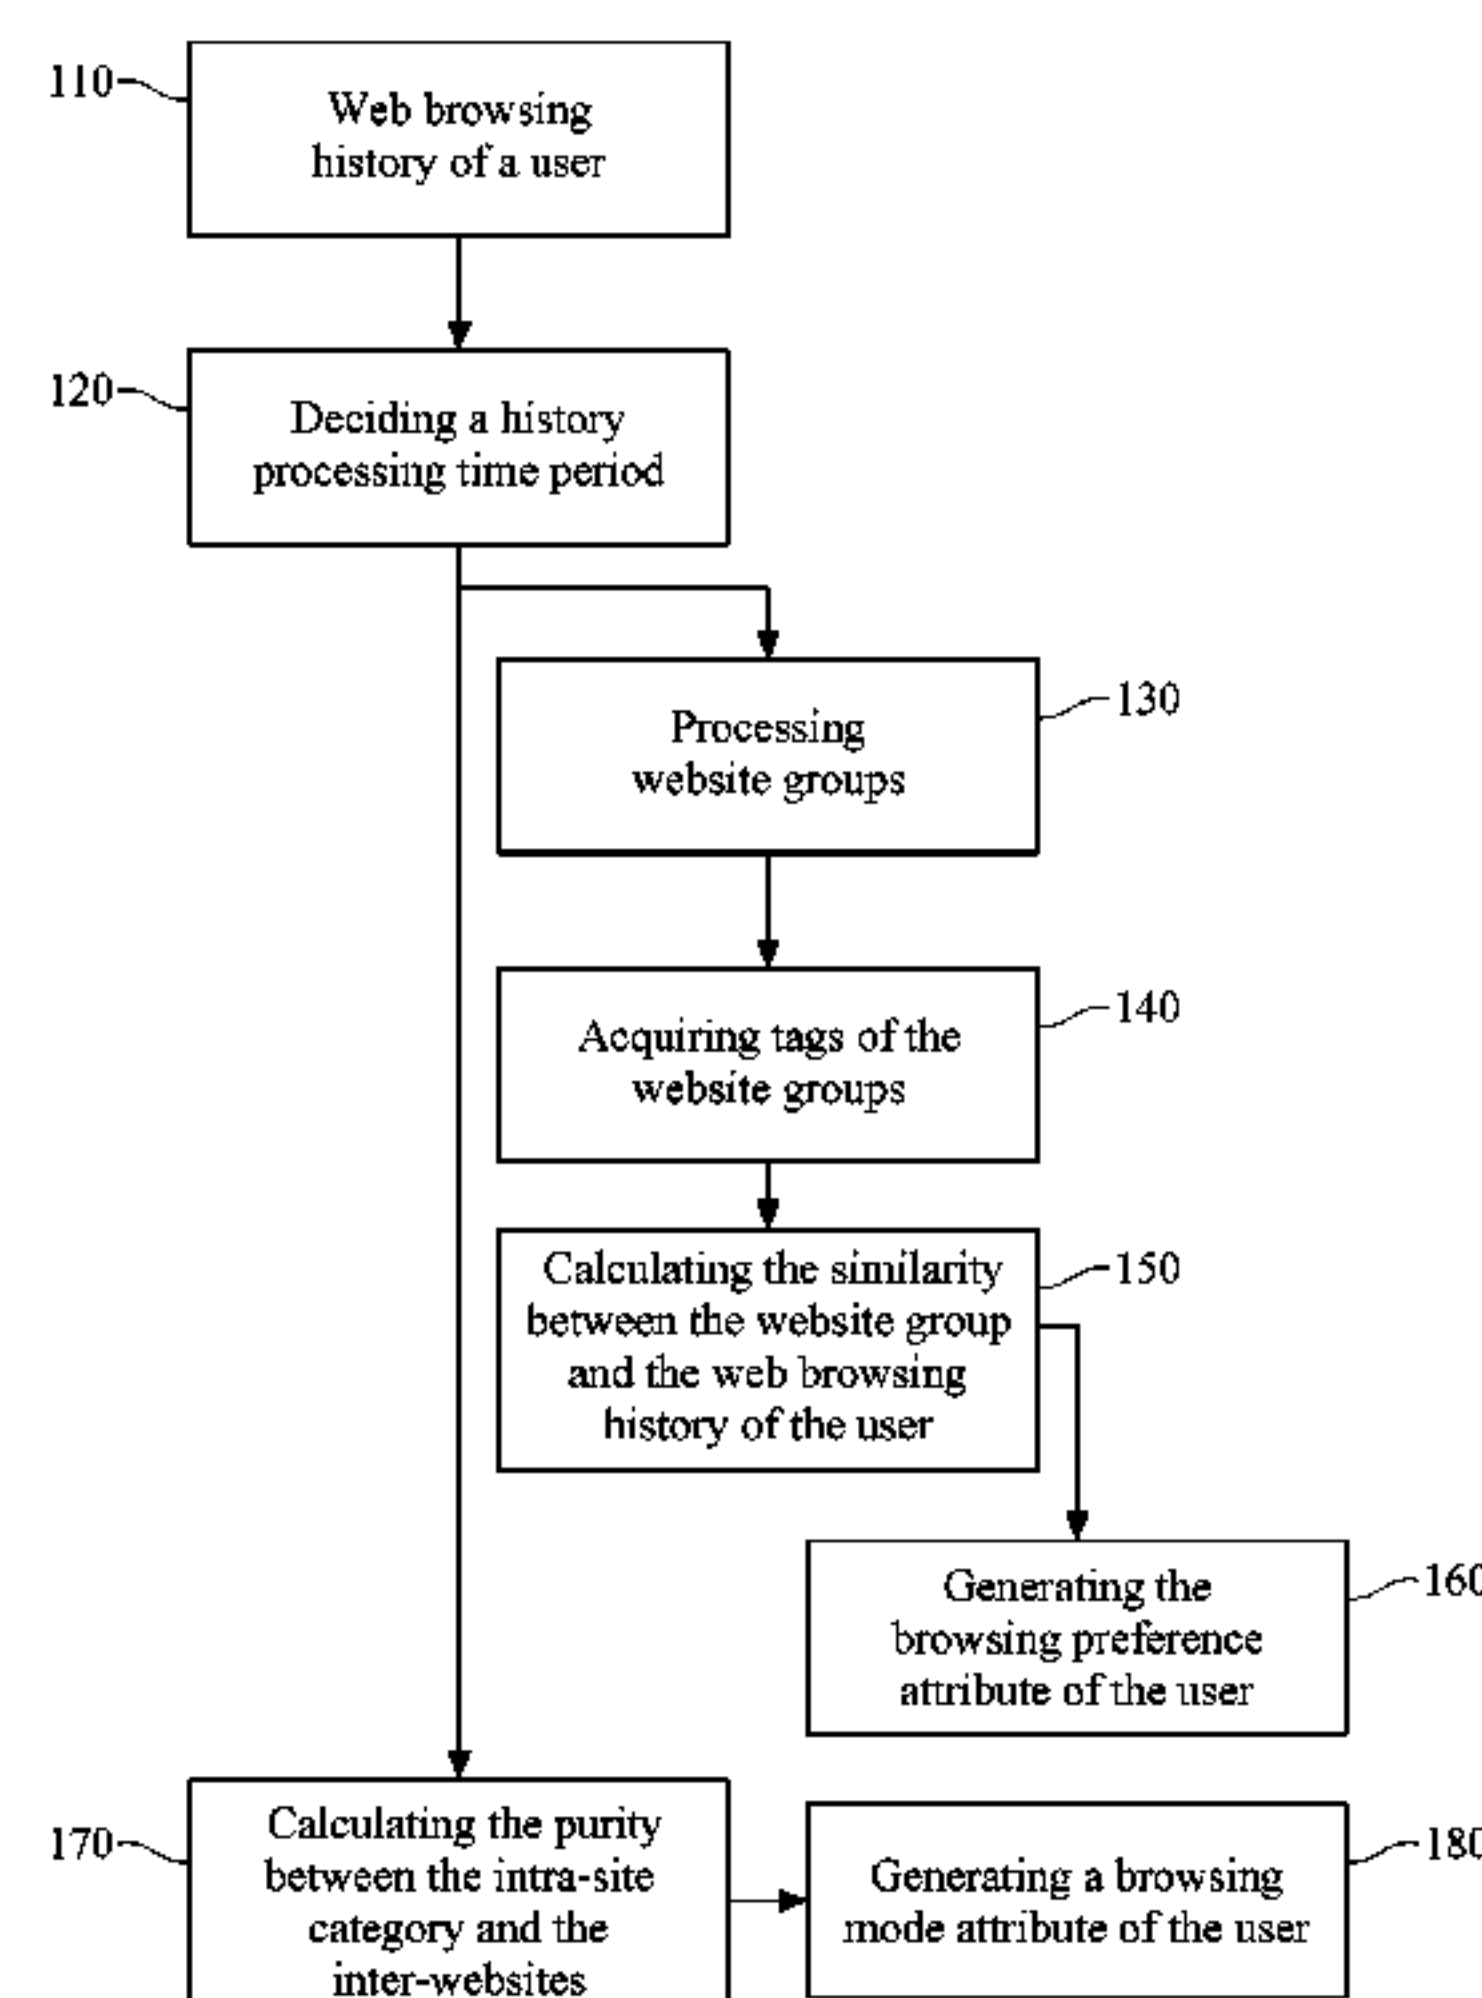 110
Web browsing
history of a user
120
Deciding a history
processing time period
130
Processing
website groups
140
Acquiring tags of the
website groups
150
Calculating the similarity
between the website group
and the web browsing
history of the user
160
Generating the
browsing preference
attribute of the user
170
Calculating the purity
between the intra-site
category and the
inter-websites
180
Generating a browsing
mode attribute of the user